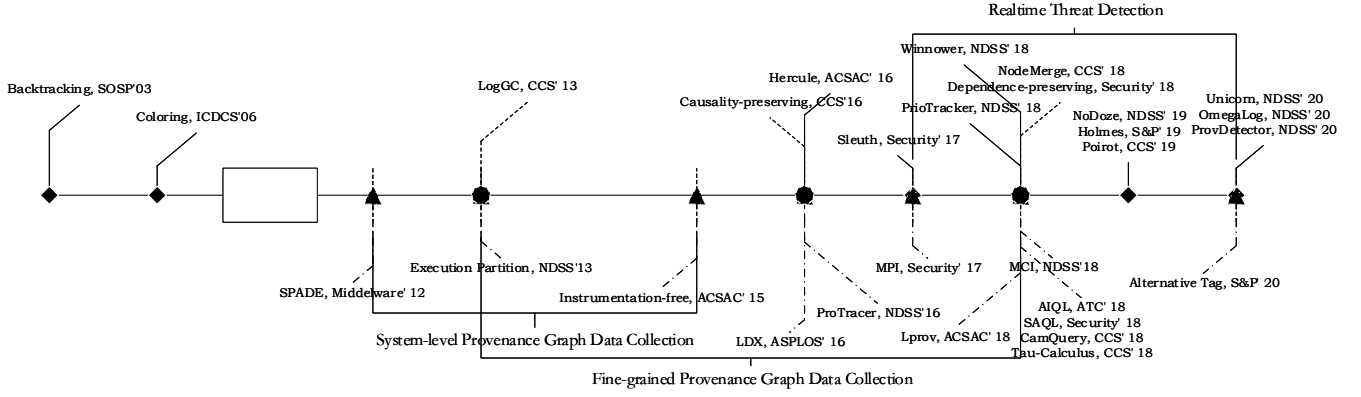 Realtime Threat Detection
Winnower, NDSS' 18
NodeMerge, CCS' 18
Dependence-preserving, Security' 18
Hercule, ACSAC' 16
Causality-preserving, CCS'16
PrioTracker, NDSS' 18
LogGC, CCS' 13
Backtracking, SOSP'03
Coloring, ICDCS'06
Sleuth, Security' 17
NoDoze, NDSS' 19
Holmes, S&P' 19
Poirot, CCS' 19
Unicorn, NDSS' 20
OmegaLog, NDSS' 20
ProvDetector, NDSS' 20
Execution Partition, NDSS'13
SPADE, Middelware' 12
Instrumentation-free, ACSAC' 15
MPI, Security' 17
MCI, NDSS'18
Alternative Tag, S&P' 20
ProTracer, NDSS'16
LDX, ASPLOS' 16
Lprov, ACSAC' 18
AIQL, ATC' 18
SAQL, Security' 18
CamQuery, CCS' 18
Tau-Calculus, CCS' 18
System-level Provenance Graph Data Collection
Fine-grained Provenance Graph Data Collection